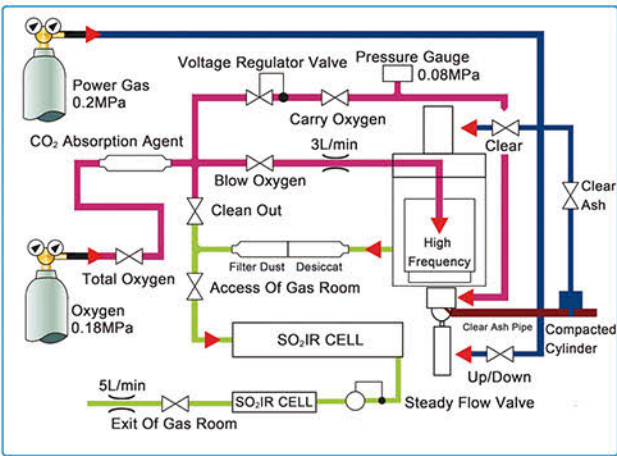 Power Gas
0.2MPa
Voltage Regulator Valve
Pressure Gauge
0.08MPa
Carry Oxygen
CO₂ Absorption Agent
3L/min
Clear
Blow Oxygen
Clear
Ash
Clean Out
High
Frequency
Filter Dust
Desiccat
Total Oxygen
Access Of Gas Room
Oxygen
0.18MPa
SO₂IR CELL
Clear Ash Pipe
Compacted
Cylinder
Up/Down
5L/min
SO₂IR CELL
Steady Flow Valve
Exit Of Gas Room